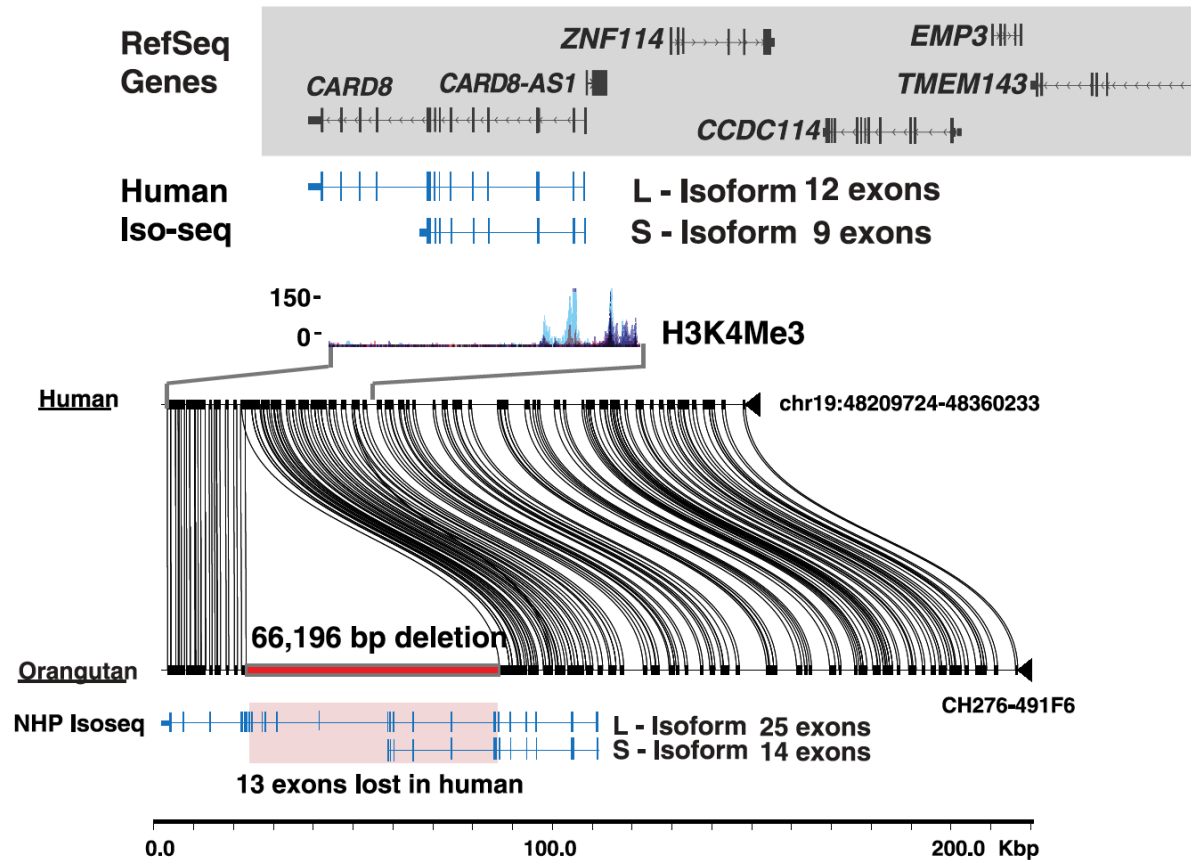 RefSeq
Genes
ZNF114
EMP3
CARD8
CARD8-AS1
TMEM143
CCDC114
Human
Iso-seq
L - Isoform 12 exons
S - Isoform 9 exons
150-
0-
H3K4Me3
Human
chr19:48209724-48360233
66,196 bp deletion
Orangutan
CH276-491F6
NHP Isoseq
L - Isoform 25 exons
S - Isoform 14 exons
13 exons lost in human
0.0 100.0 200.0 Kbp